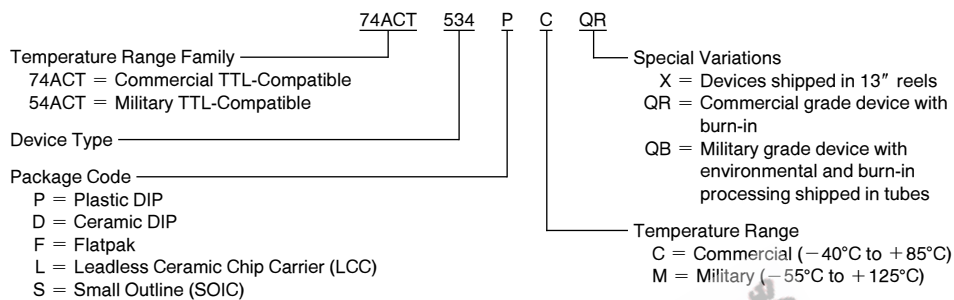 74ACT 534 P C QR
Temperature Range Family
74ACT = Commercial TTL-Compatible
54ACT = Military TTL-Compatible
Device Type
Package Code
P = Plastic DIP
D = Ceramic DIP
F = Flatpak
L = Leadless Ceramic Chip Carrier (LCC)
S = Small Outline (SOIC)
Special Variations
X = Devices shipped in 13″ reels
QR = Commercial grade device with
burn-in
QB = Military grade device with
environmental and burn-in
processing shipped in tubes
Temperature Range
C = Commercial (−40°C to +85°C)
M = Military (−55°C to +125°C)